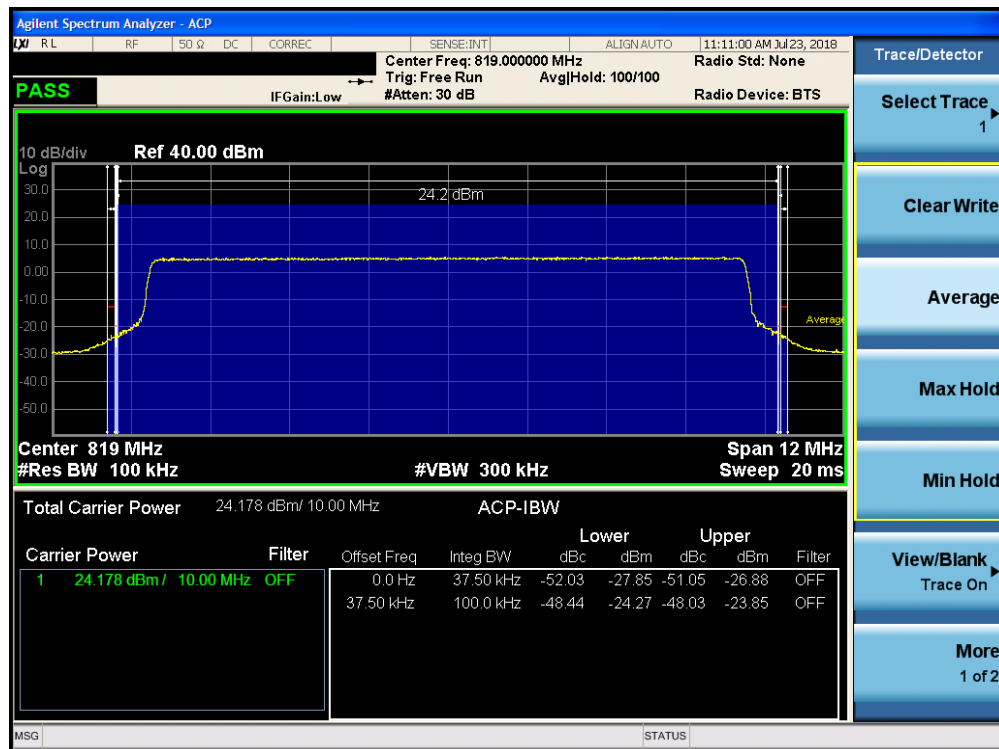 Agilent Spectrum Analyzer - ACP
LXI RL RF 50 Ω DC CORREC SENSE:INT ALIGN AUTO 11:11:00 AM Jul 23, 2018
Center Freq: 819.000000 MHz Radio Std: None
Trig: Free Run Avg|Hold: 100/100
PASS IFGain:Low #Atten: 30 dB Radio Device: BTS
10 dB/div Ref 40.00 dBm
Log
30.0 24.2 dBm
20.0
10.0
0.00
-10.0
-20.0 Average
-30.0
-40.0
-50.0
Center 819 MHz Span 12 MHz
#Res BW 100 kHz #VBW 300 kHz Sweep 20 ms
Total Carrier Power 24.178 dBm/ 10.00 MHz ACP-IBW
Lower Upper
Carrier Power Filter Offset Freq Integ BW dBc dBm dBc dBm Filter
1 24.178 dBm / 10.00 MHz OFF 0.0 Hz 37.50 kHz -52.03 -27.85 -51.05 -26.88 OFF
37.50 kHz 100.0 kHz -48.44 -24.27 -48.03 -23.85 OFF
MSG STATUS
Trace/Detector
Select Trace
1
Clear Write
Average
Max Hold
Min Hold
View/Blank
Trace On
More
1 of 2